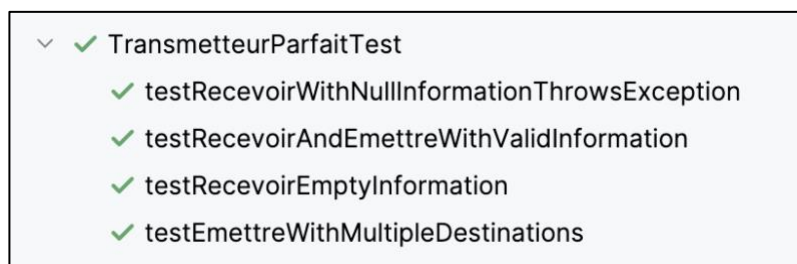 TransmetteurParfaitTest
testRecevoirWithNullInformationThrowsException
testRecevoirAndEmettreWithValidInformation
testRecevoirEmptyInformation
testEmettreWithMultipleDestinations